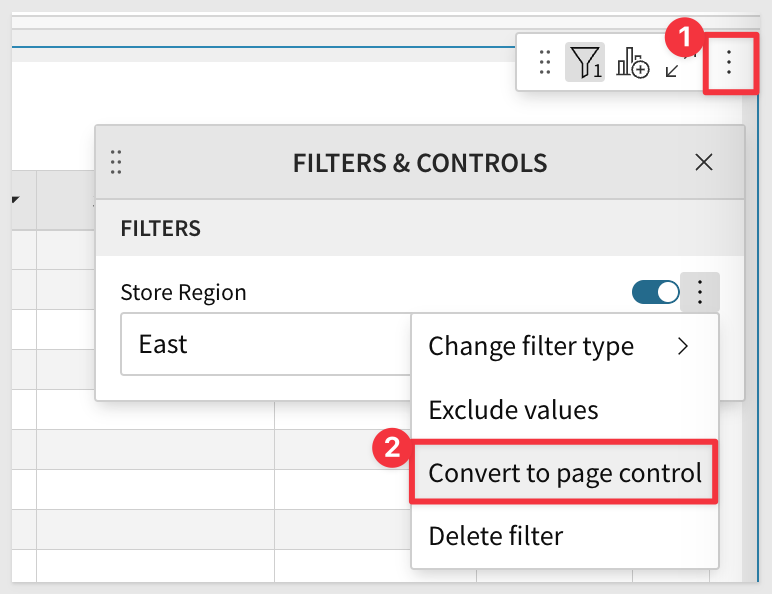 1
1
FILTERS & CONTROLS
FILTERS
Store Region
East
Change filter type
Exclude values
2
Convert to page control
Delete filter